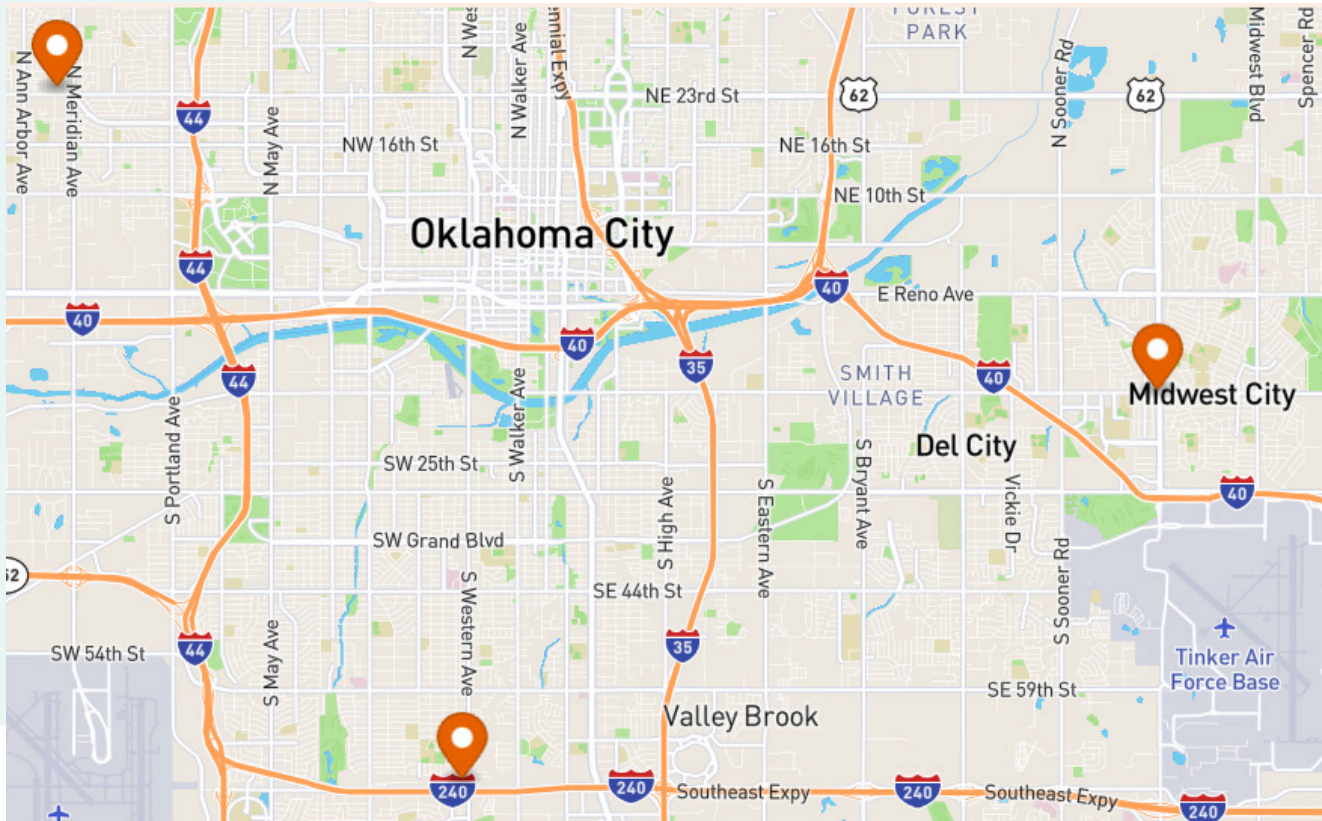 FOREST
PARK
N Ann Arbor Ave
N Meridian Ave
44
N May Ave
N Wes
N Walker Ave
ennial Expy
NE 23rd St
62
N Sooner Rd
62
Midwest Blvd
Spencer Rd
NW 16th St
NE 16th St
NE 10th St
Oklahoma City
44
40
E Reno Ave
40
40
44
35
40
SMITH
VILLAGE
Midwest City
Del City
S Portland Ave
S Walker Ave
SW 25th St
S High Ave
S Eastern Ave
S Bryant Ave
Vickie Dr
40
SW Grand Blvd
52
SE 44th St
S Western Ave
S Sooner Rd
44
35
SW 54th St
S May Ave
Tinker Air
Force Base
SE 59th St
Valley Brook
240
240
Southeast Expy
240
Southeast Expy
240